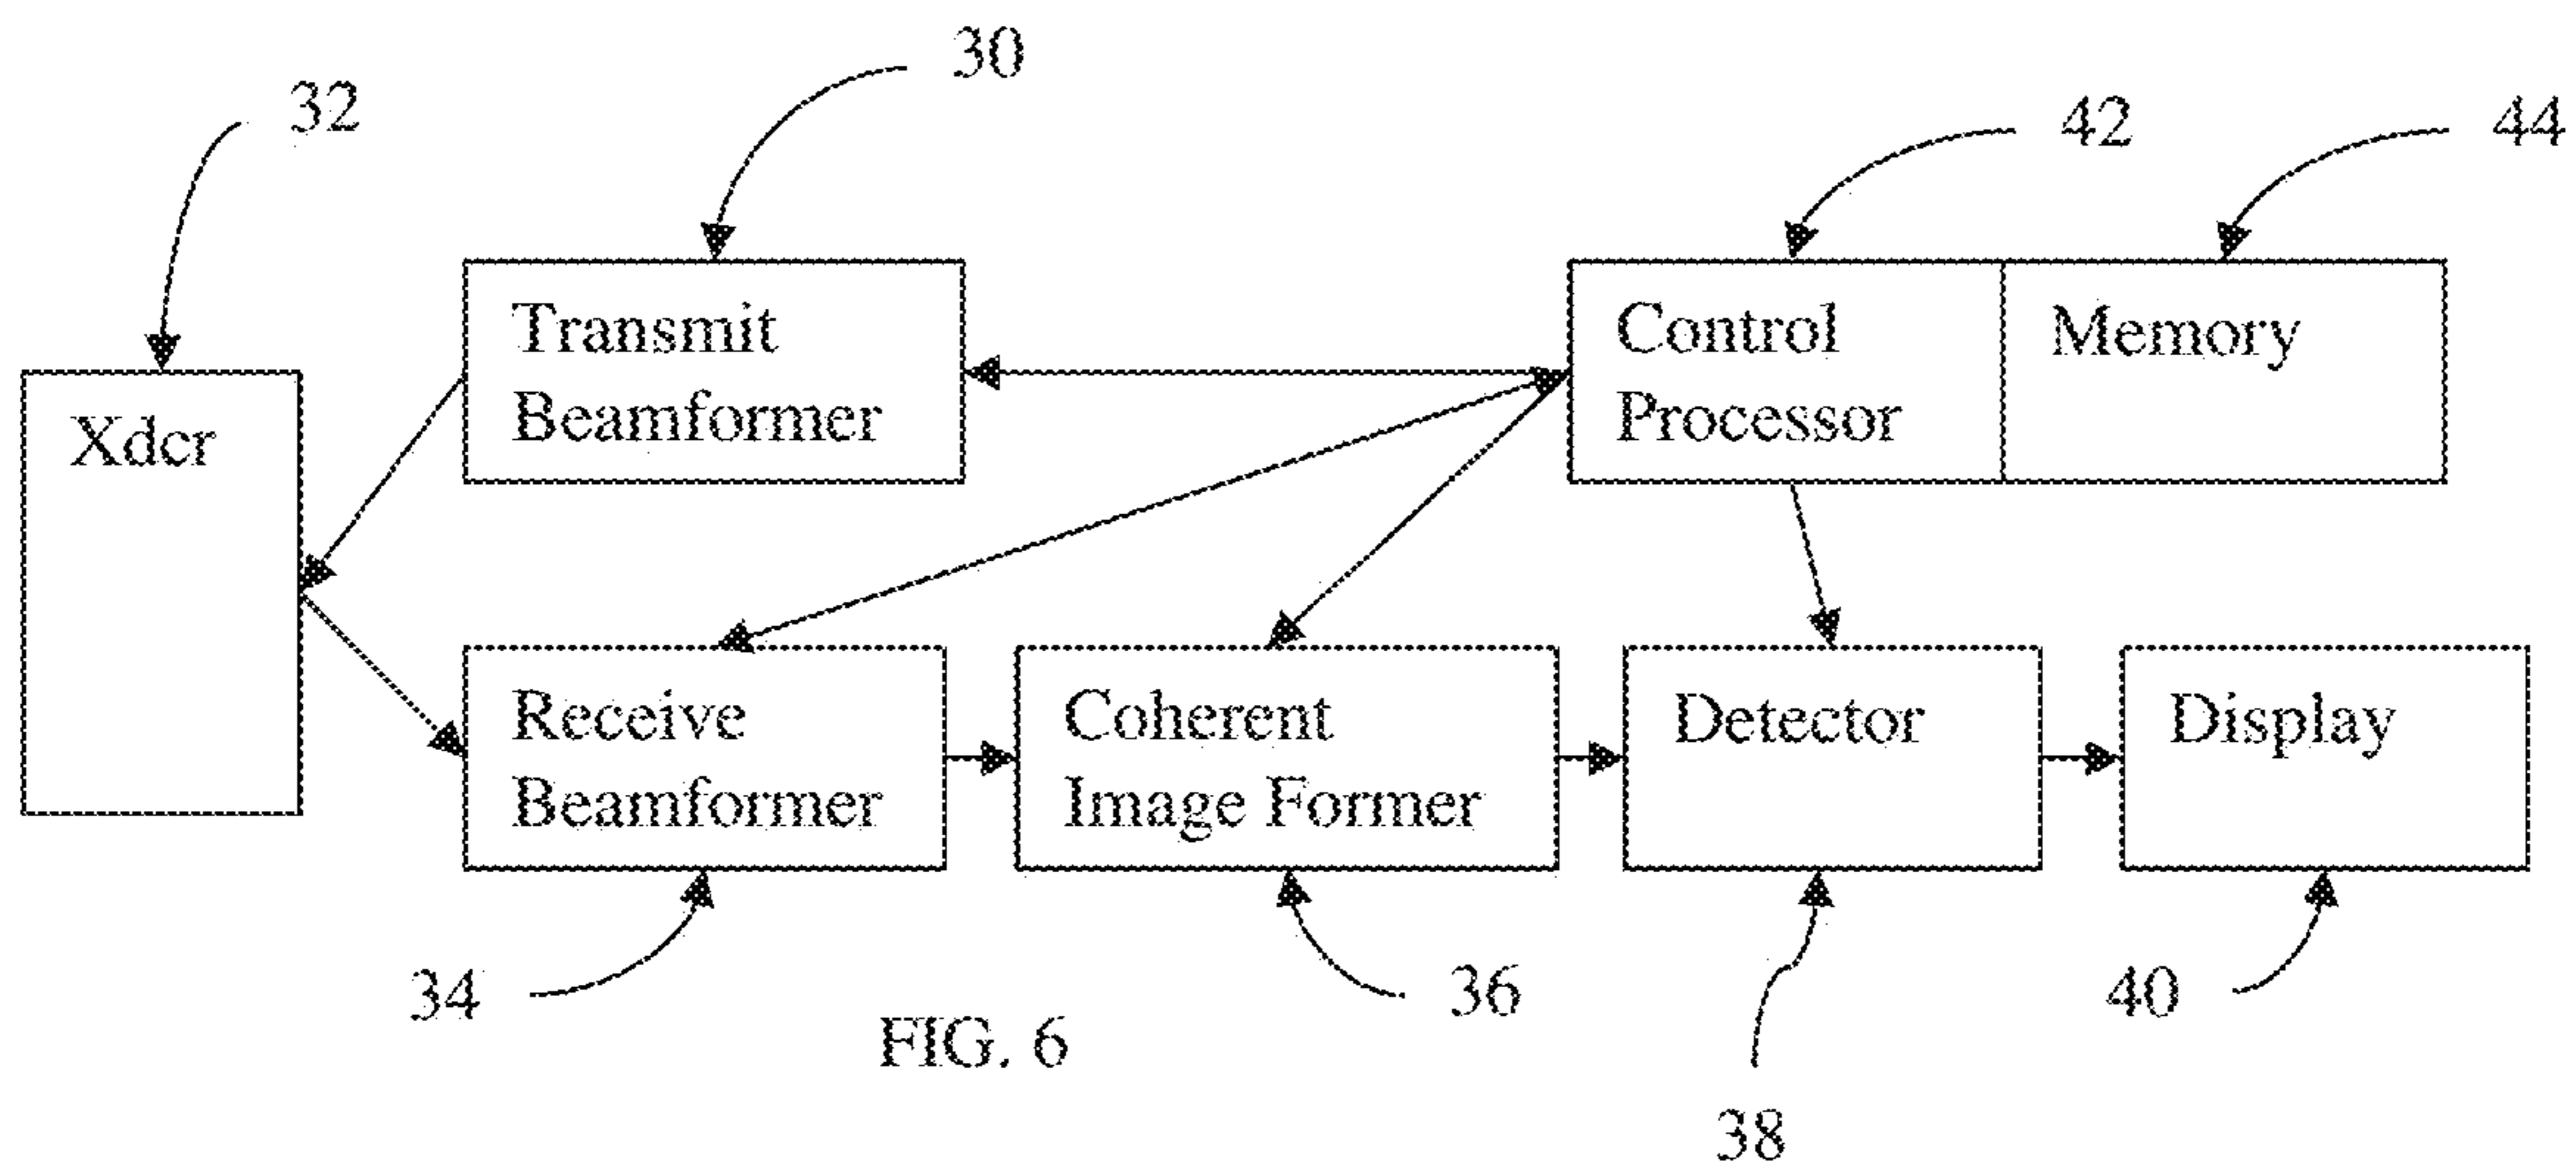 30
32
42
44
Transmit
Beamformer
Control
Processor
Memory
Xdcr
Receive
Beamformer
Coherent
Image Former
Detector
Display
34
36
40
FIG. 6
38